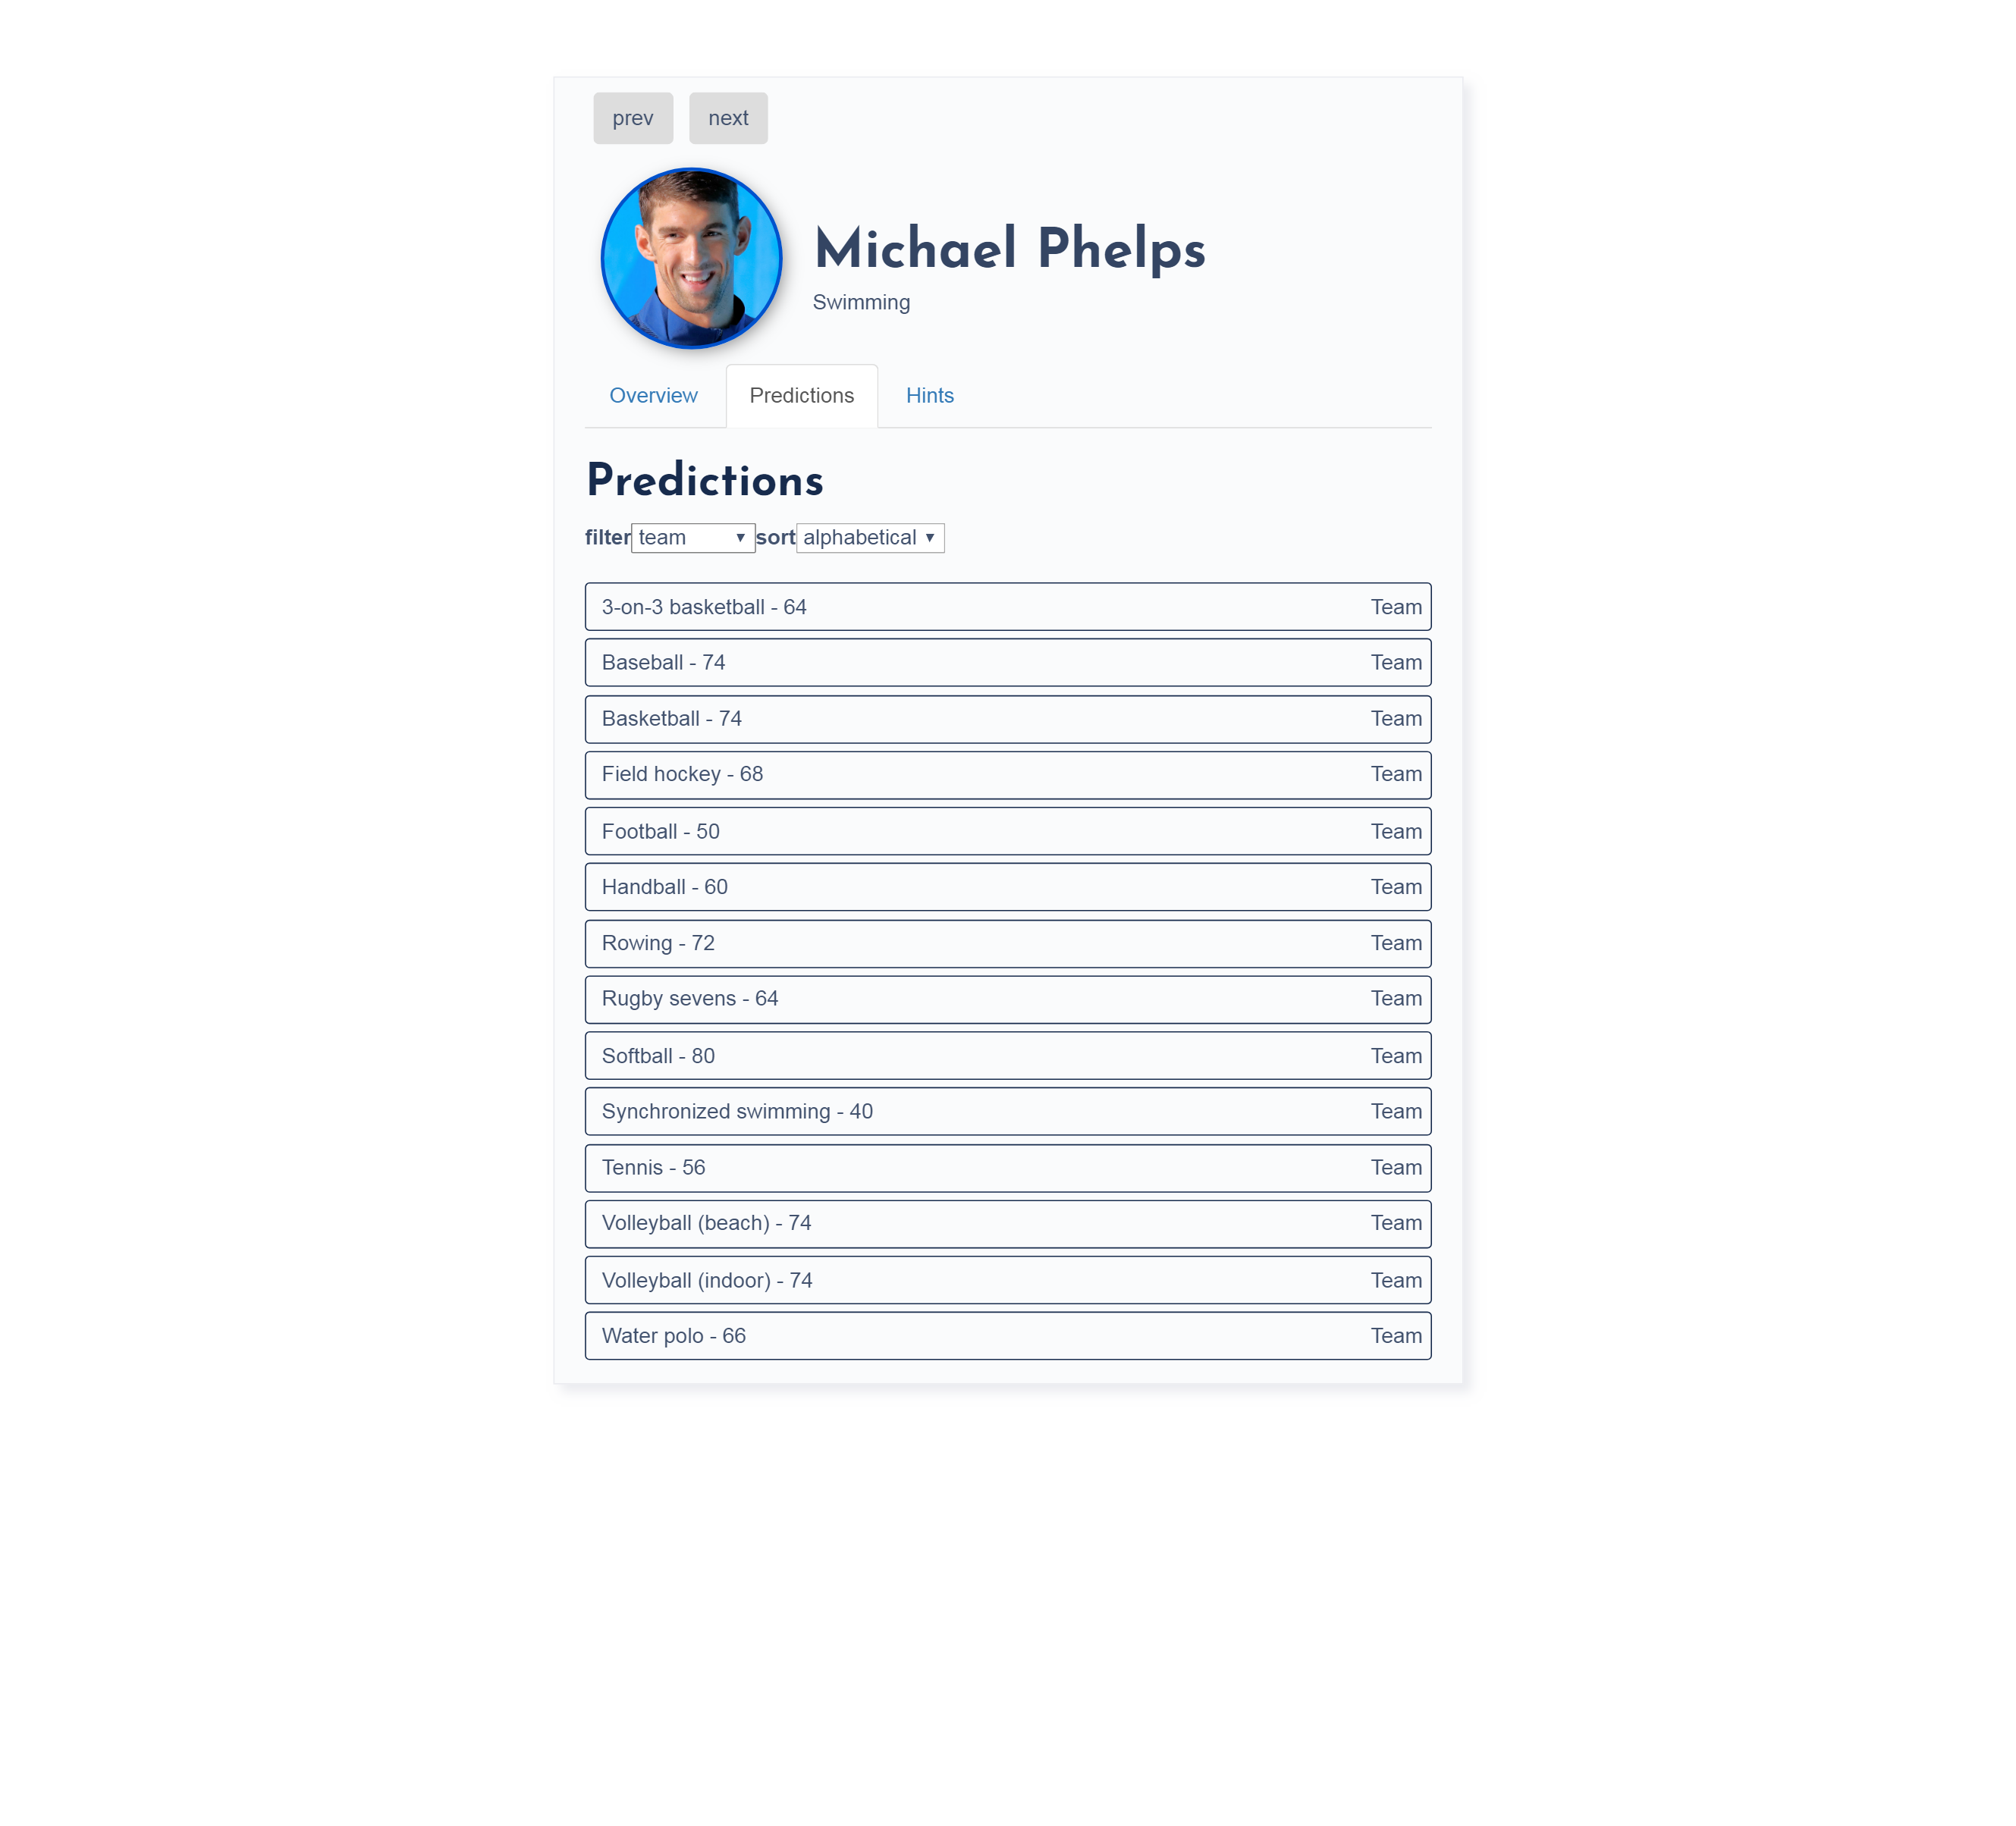 prev next
Michael Phelps
Swimming
Overview Predictions Hints
Predictions
filter team ▼ sort alphabetical ▼
3-on-3 basketball - 64 Team
Baseball - 74 Team
Basketball - 74 Team
Field hockey - 68 Team
Football - 50 Team
Handball - 60 Team
Rowing - 72 Team
Rugby sevens - 64 Team
Softball - 80 Team
Synchronized swimming - 40 Team
Tennis - 56 Team
Volleyball (beach) - 74 Team
Volleyball (indoor) - 74 Team
Water polo - 66 Team